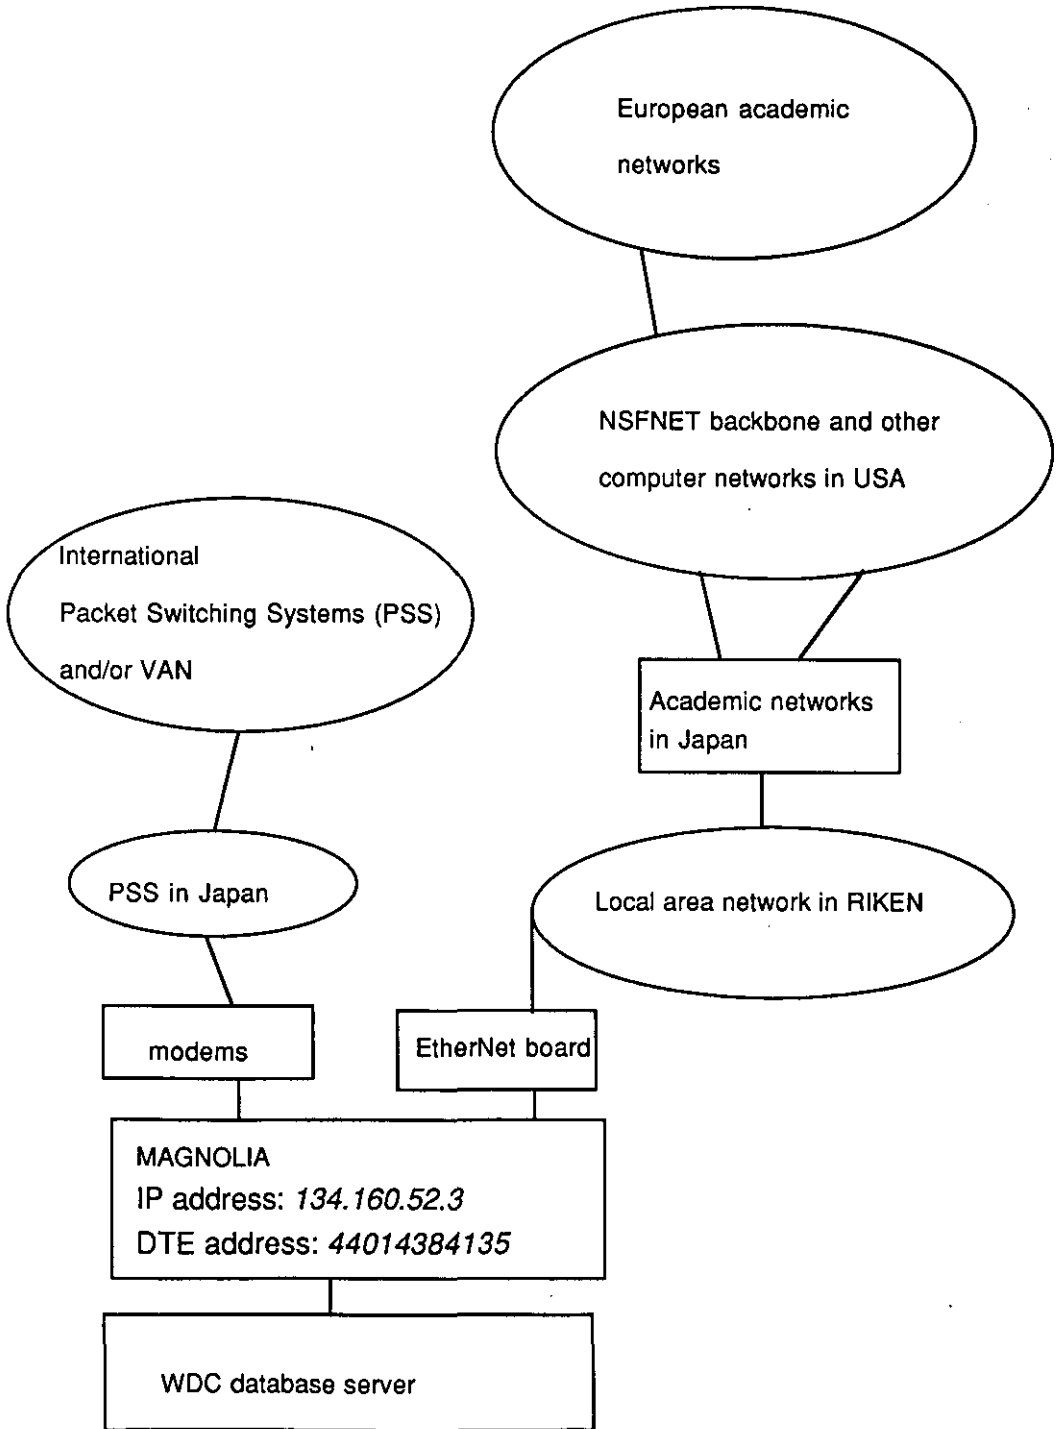 European academic
networks
NSFNET backbone and other
computer networks in USA
International
Packet Switching Systems (PSS)
and/or VAN
Academic networks
in Japan
PSS in Japan
Local area network in RIKEN
modems
EtherNet board
MAGNOLIA
IP address: 134.160.52.3
DTE address: 44014384135
WDC database server